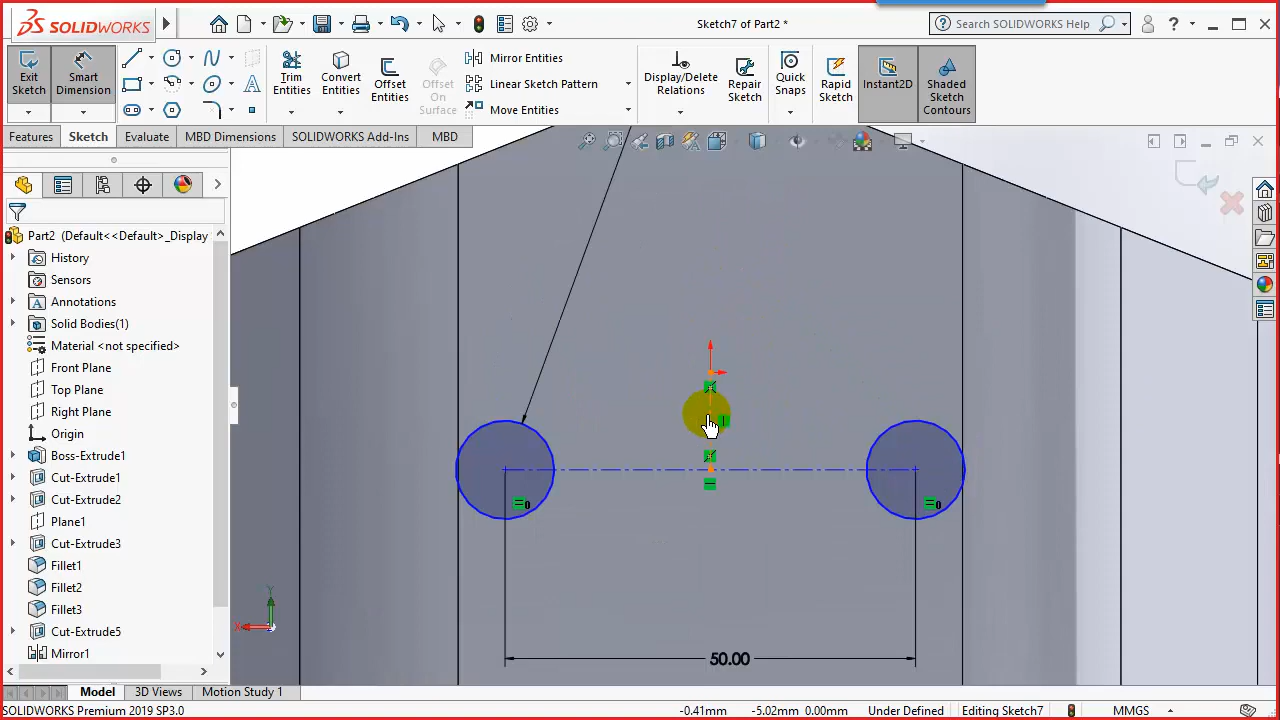 SOLIDWORKS
Sketch7 of Part2 *
Search SOLIDWORKS Help
?
Exit Sketch
Smart Dimension
Trim Entities
Convert Entities
Offset Entities
Offset On Surface
Mirror Entities
Linear Sketch Pattern
Move Entities
Display/Delete Relations
Repair Sketch
Quick Snaps
Rapid Sketch
Instant2D
Shaded Sketch Contours
Features
Sketch
Evaluate
MBD Dimensions
SOLIDWORKS Add-Ins
MBD
Part2 (Default<<Default>_Display
History
Sensors
Annotations
Solid Bodies(1)
Material <not specified>
Front Plane
Top Plane
Right Plane
Origin
Boss-Extrude1
Cut-Extrude1
Cut-Extrude2
Plane1
Cut-Extrude3
Fillet1
Fillet2
Fillet3
Cut-Extrude5
Mirror1
0
0
50.00
Y
X
Model
3D Views
Motion Study 1
SOLIDWORKS Premium 2019 SP3.0
-0.41mm
-5.02mm 0.00mm
Under Defined
Editing Sketch7
MMGS